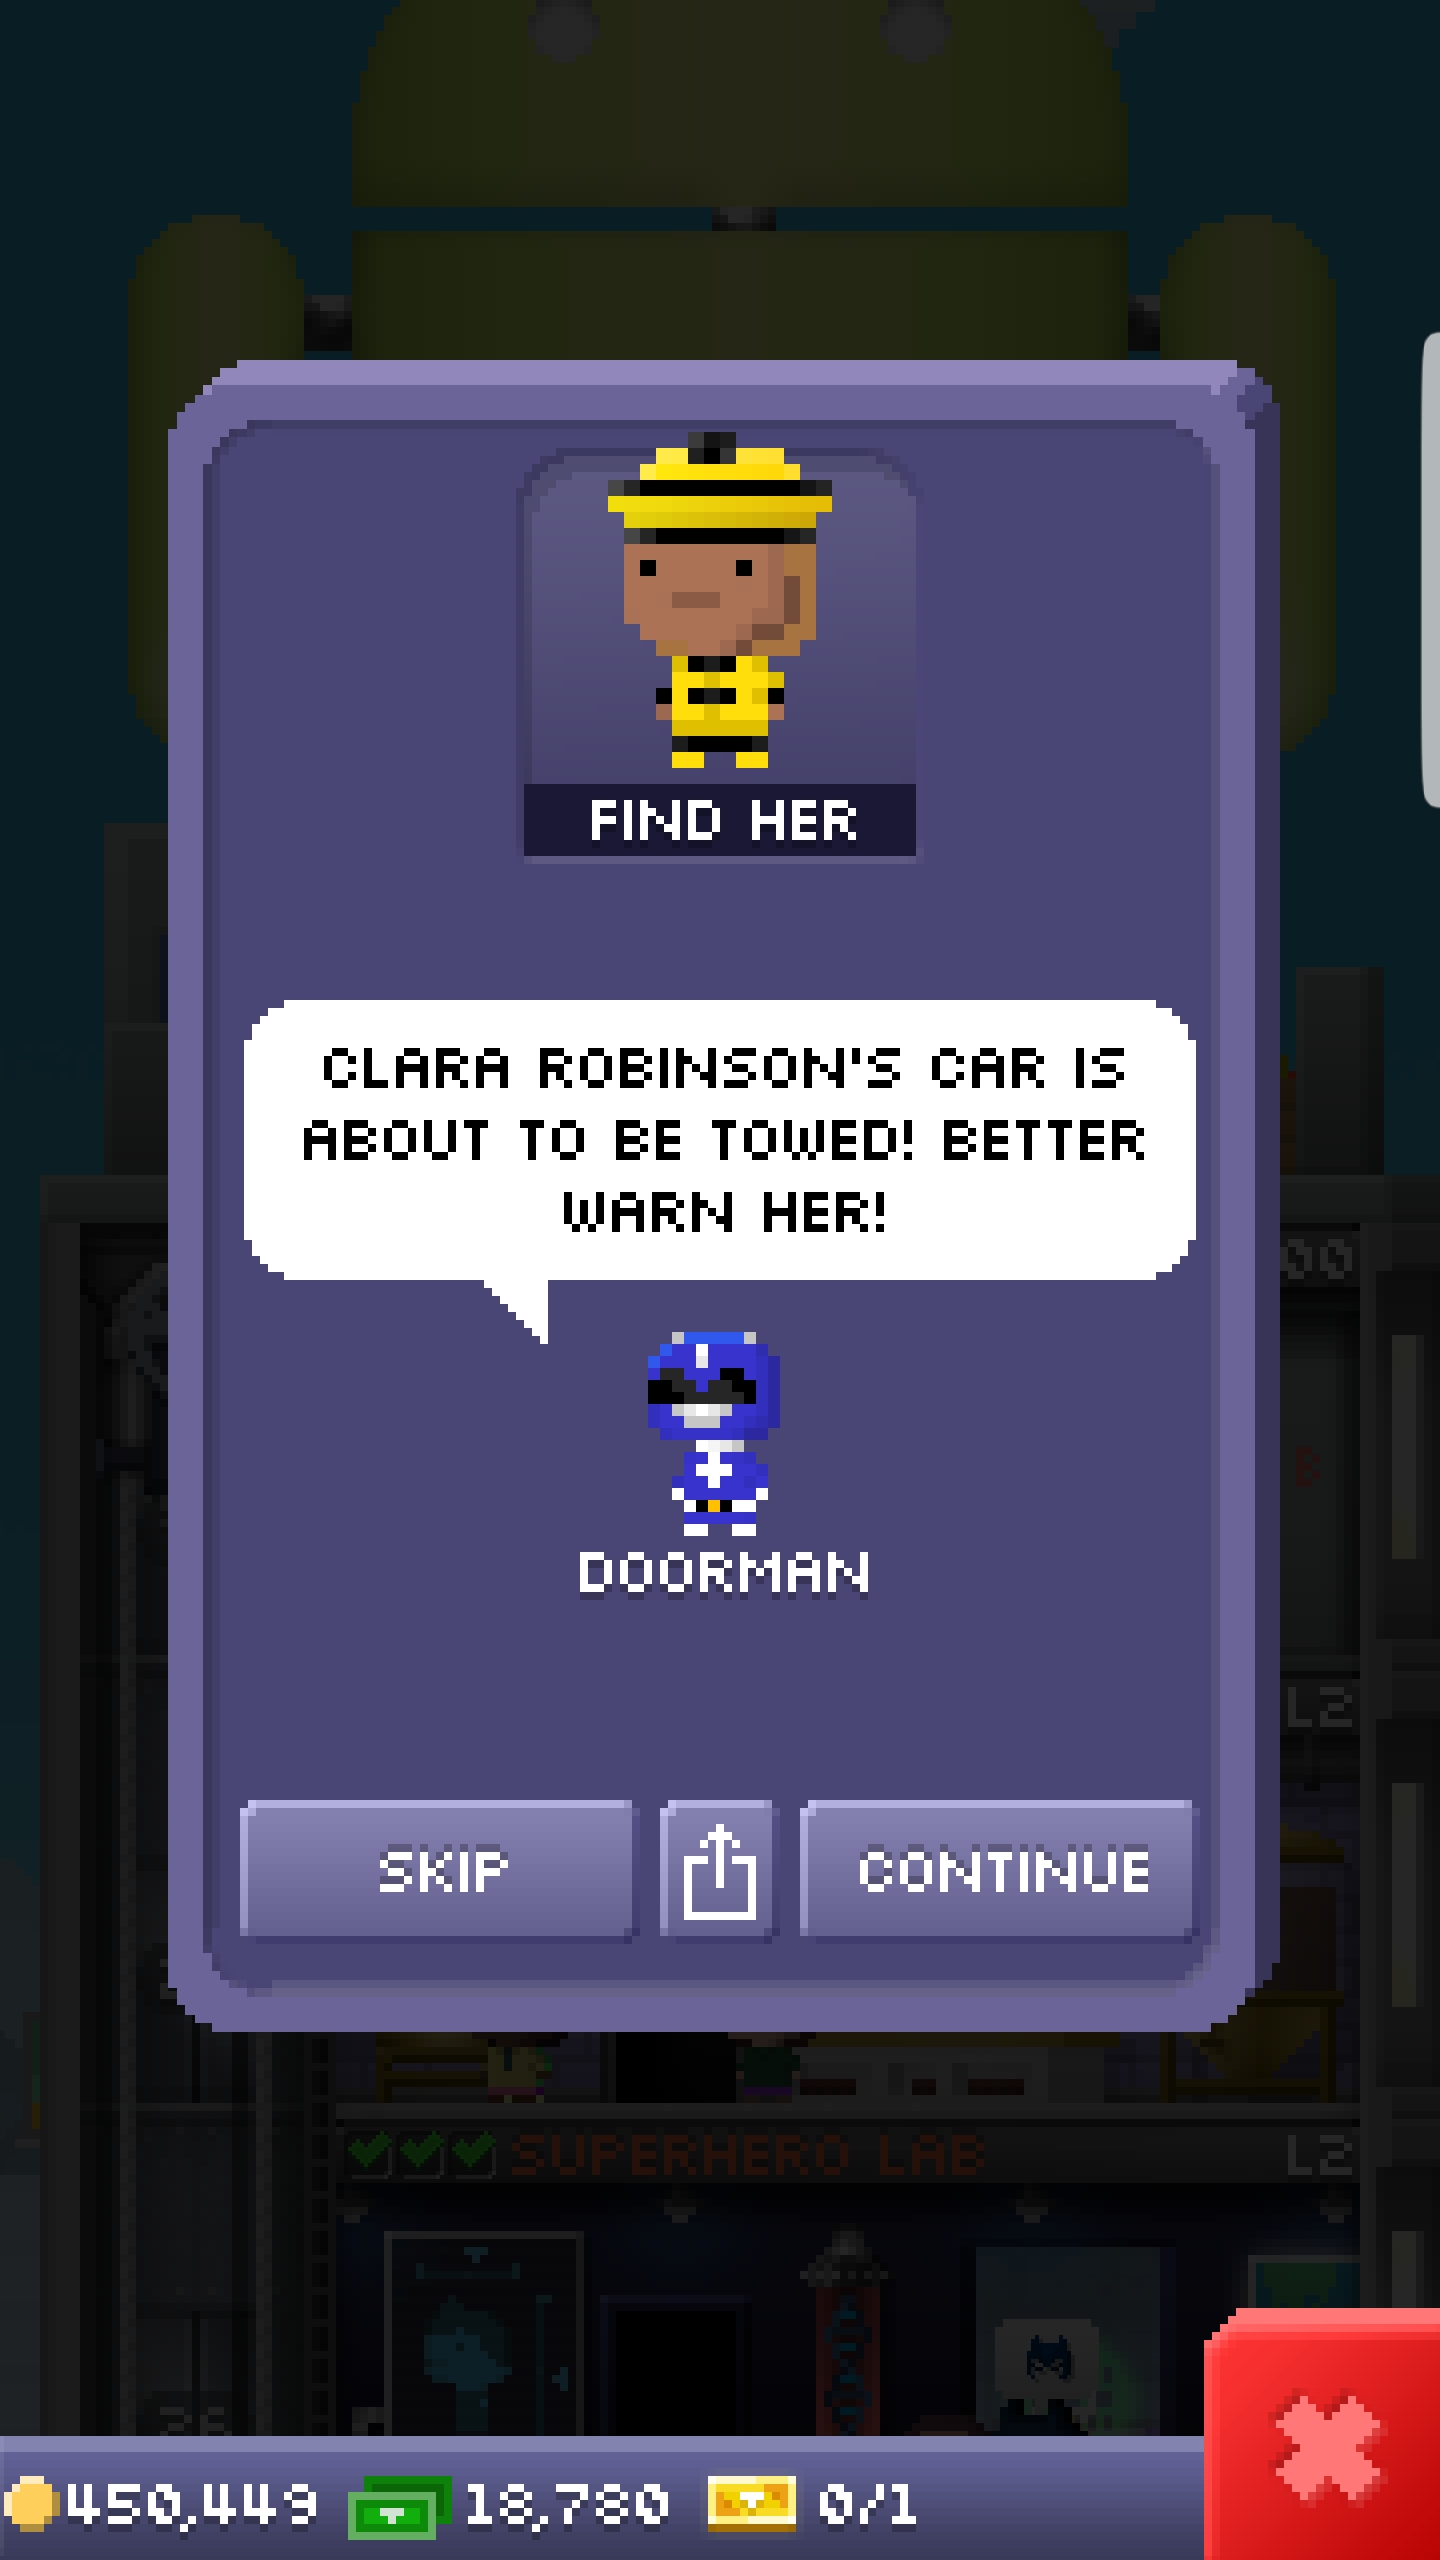 FIND HER
CLARA ROBINSON'S CAR IS
ABOUT TO BE TOWED! BETTER
WARN HER!
DOORMAN
SKIP
CONTINUE
L2
SUPERHERO LAB
L2
450,449
18,780
0/1